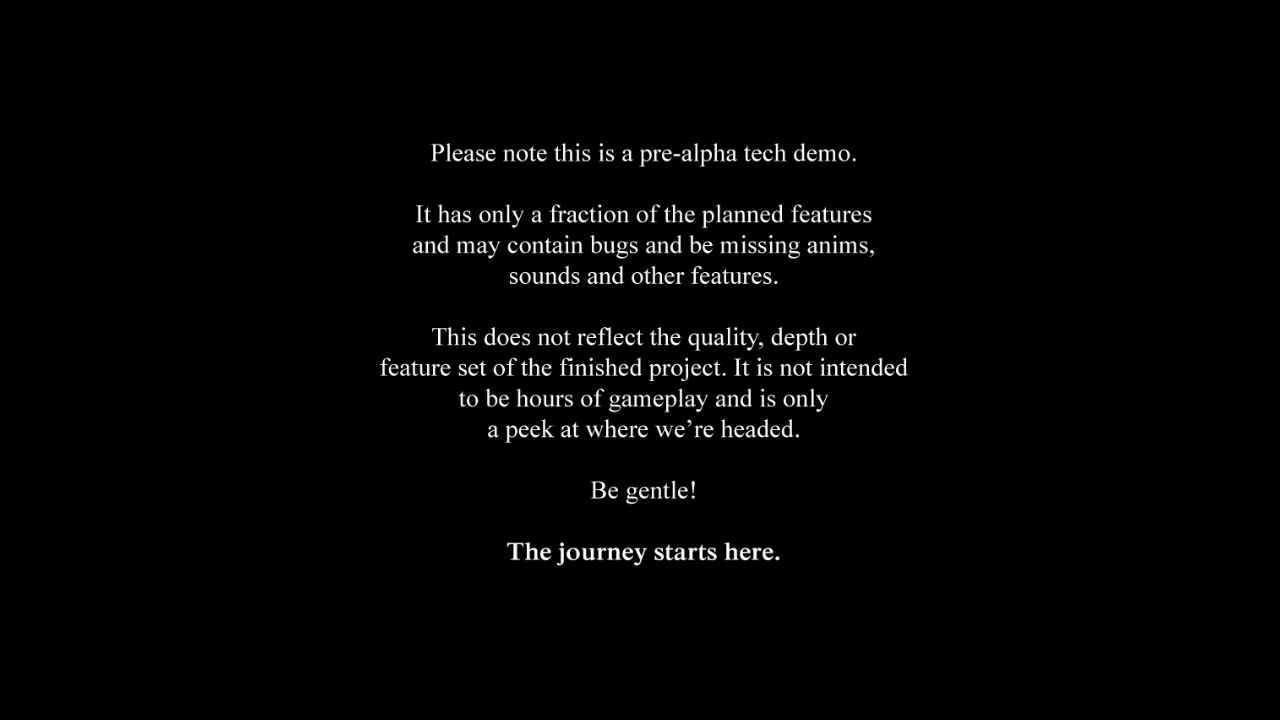 Please note this is a pre-alpha tech demo.
It has only a fraction of the planned features
and may contain bugs and be missing anims,
sounds and other features.
This does not reflect the quality, depth or
feature set of the finished project. It is not intended
to be hours of gameplay and is only
a peek at where we’re headed.
Be gentle!
The journey starts here.